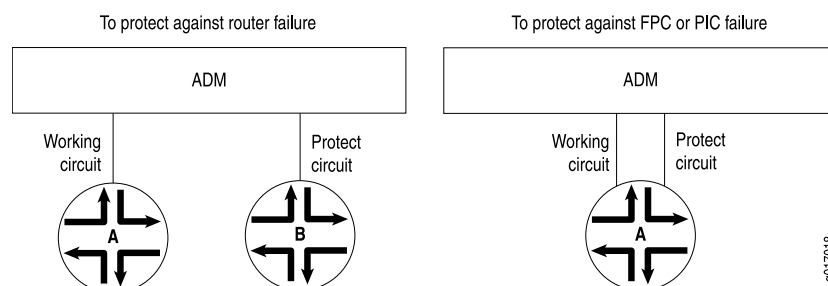 To protect against router failure
ADM
Working
circuit
Protect
circuit
A
B
To protect against FPC or PIC failure
ADM
Working
circuit
Protect
circuit
A
g017018